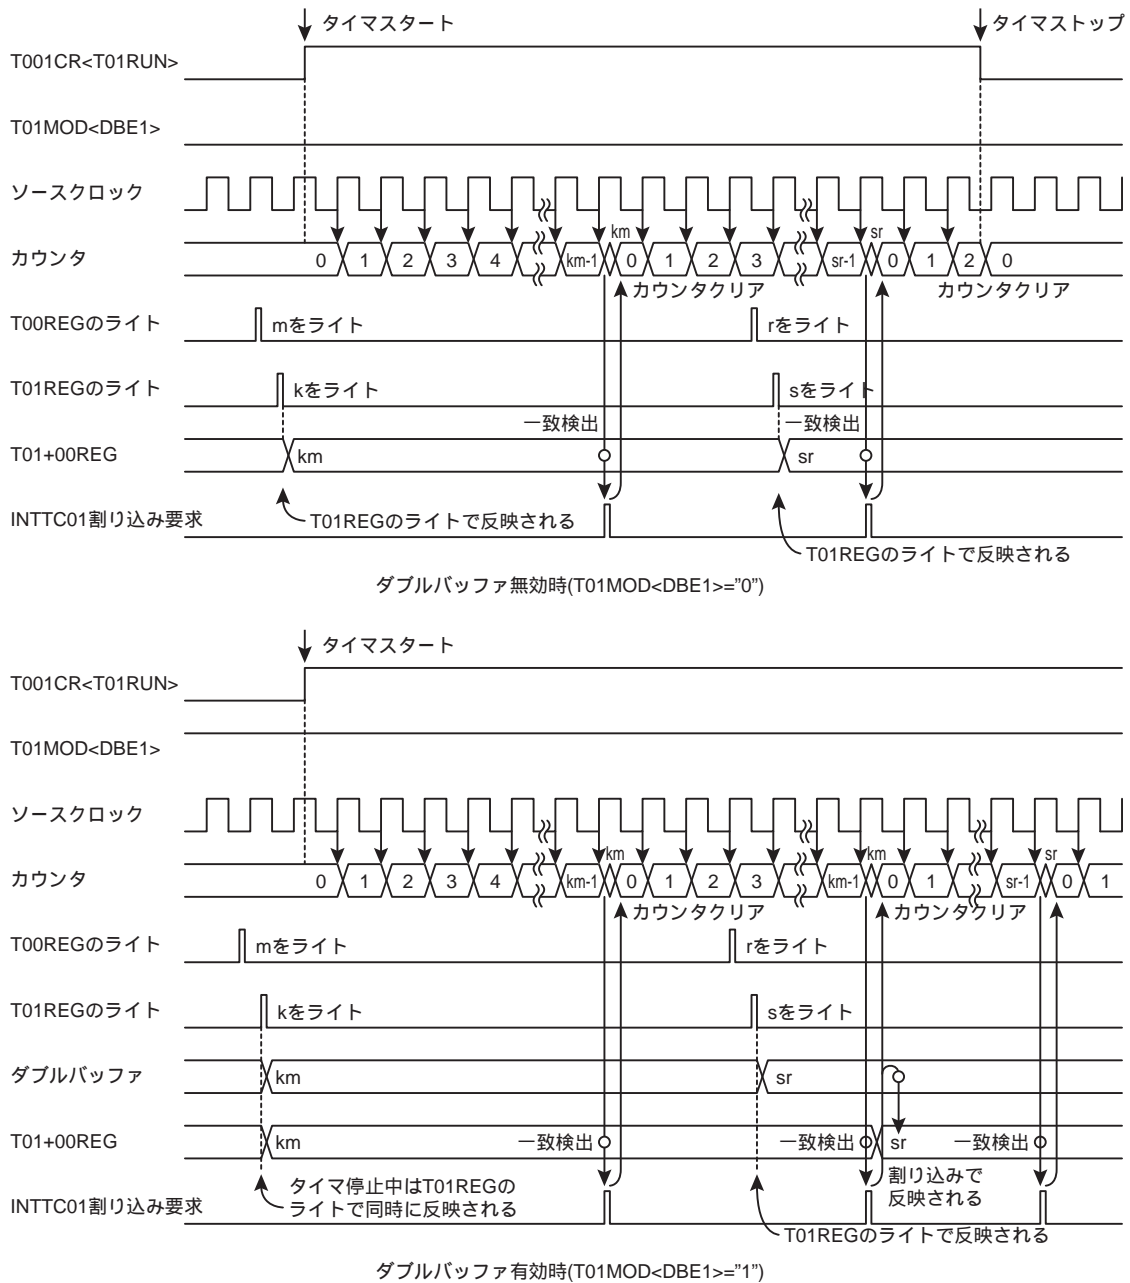 タイマスタート
タイマストップ
T001CR<T01RUN>
T01MOD<DBE1>
ソースクロック
カウンタ 0 1 2 3 4 km-1 km 0 1 2 3 sr-1 sr 0 1 2 0
カウンタクリア カウンタクリア
T00REGのライト mをライト rをライト
T01REGのライト kをライト sをライト
一致検出 一致検出
T01+00REG km sr
INTTC01割り込み要求 T01REGのライトで反映される
T01REGのライトで反映される
ダブルバッファ無効時(T01MOD<DBE1>=”0”)
タイマスタート
T001CR<T01RUN>
T01MOD<DBE1>
ソースクロック
カウンタ 0 1 2 3 4 km-1 km 0 1 2 3 km-1 km 0 1 sr-1 sr 0 1
カウンタクリア カウンタクリア
T00REGのライト mをライト rをライト
T01REGのライト kをライト sをライト
ダブルバッファ km sr
T01+00REG km 一致検出 一致検出 sr 一致検出
タイマ停止中はT01REGの
ライトで同時に反映される
割り込みで
反映される
INTTC01割り込み要求
T01REGのライトで反映される
ダブルバッファ有効時(T01MOD<DBE1>=”1”)